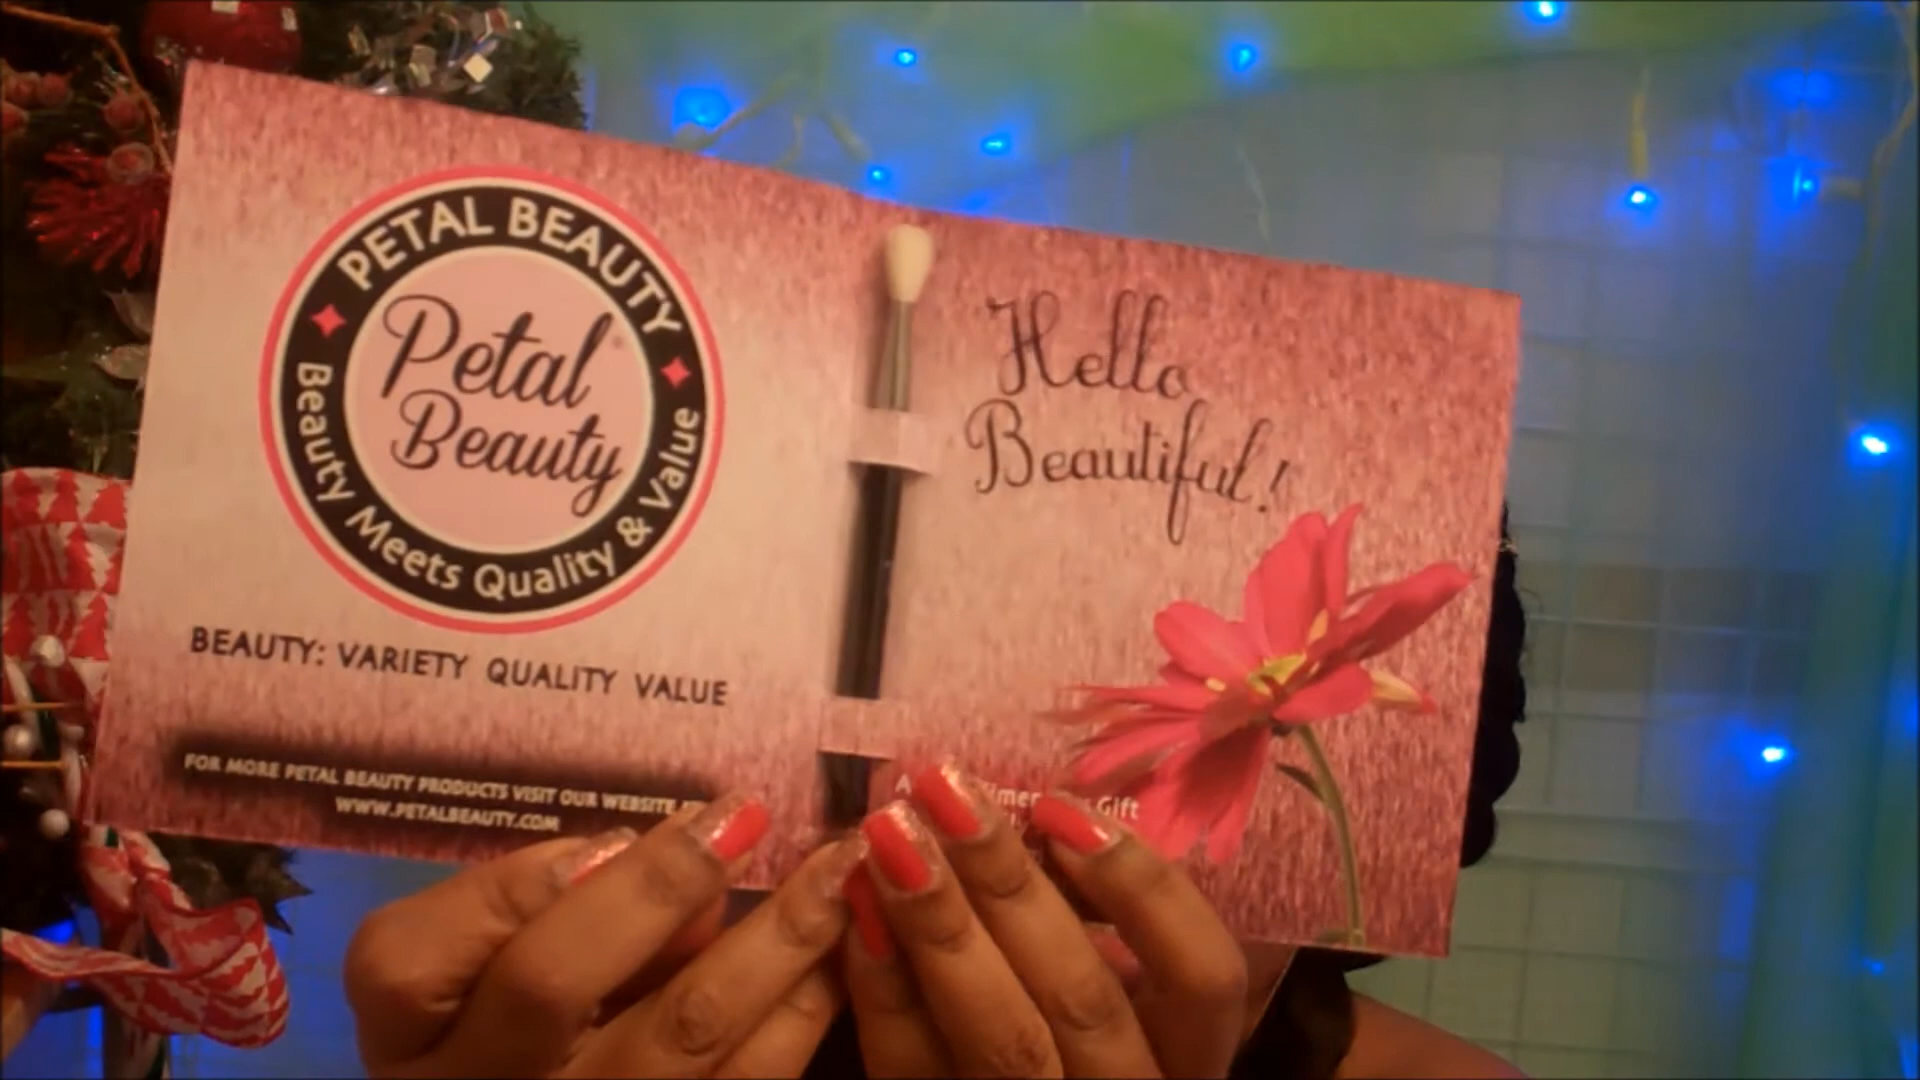 PETAL BEAUTY
Petal
Beauty
Beauty Meets Quality & Value
BEAUTY: VARIETY QUALITY VALUE
FOR MORE PETAL BEAUTY PRODUCTS VISIT OUR WEBSITE
WWW.PETALBEAUTY.COM
Hello
Beautiful!
Gift